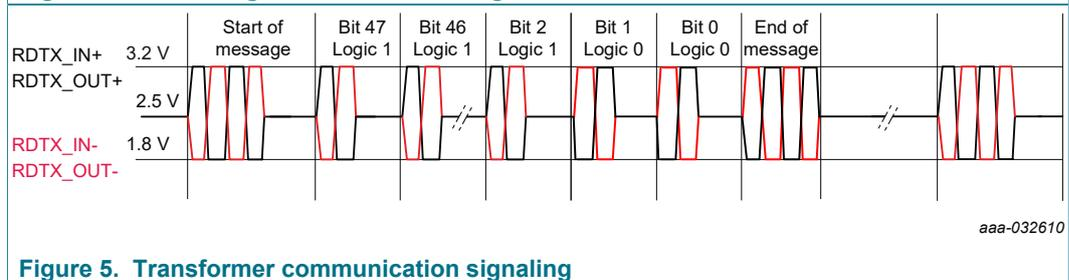 Start of
message
Bit 47
Logic 1
Bit 46
Logic 1
Bit 2
Logic 1
Bit 1
Logic 0
Bit 0
Logic 0
End of
message
RDTX_IN+ 3.2 V
RDTX_OUT+
2.5 V
RDTX_IN- 1.8 V
RDTX_OUT-
aaa-032610
Figure 5. Transformer communication signaling